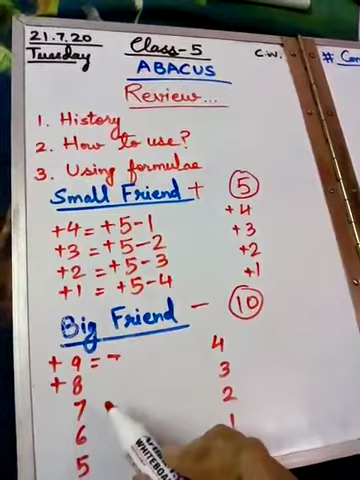 21.7.20 Class-5 C.W. # Con
Tuesday
ABACUS
Review...
1. History
2. How to use?
3. Using formulae
Small Friend + 5
+4 = +5-1 +4
+3 = +5-2 +3
+2 = +5-3 +2
+1 = +5-4 +1
Big Friend - 10
+9 = - 4
+8 3
7 2
6 1
5
WHITEBOARD